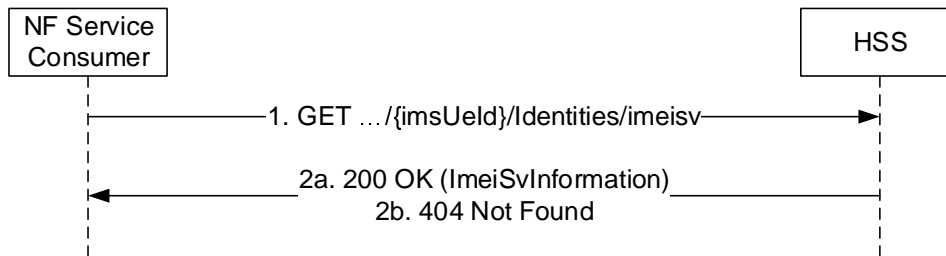 NF Service
Consumer
HSS
1. GET …/{imsUeId}/Identities/imeisv
2a. 200 OK (ImeiSvInformation)
2b. 404 Not Found